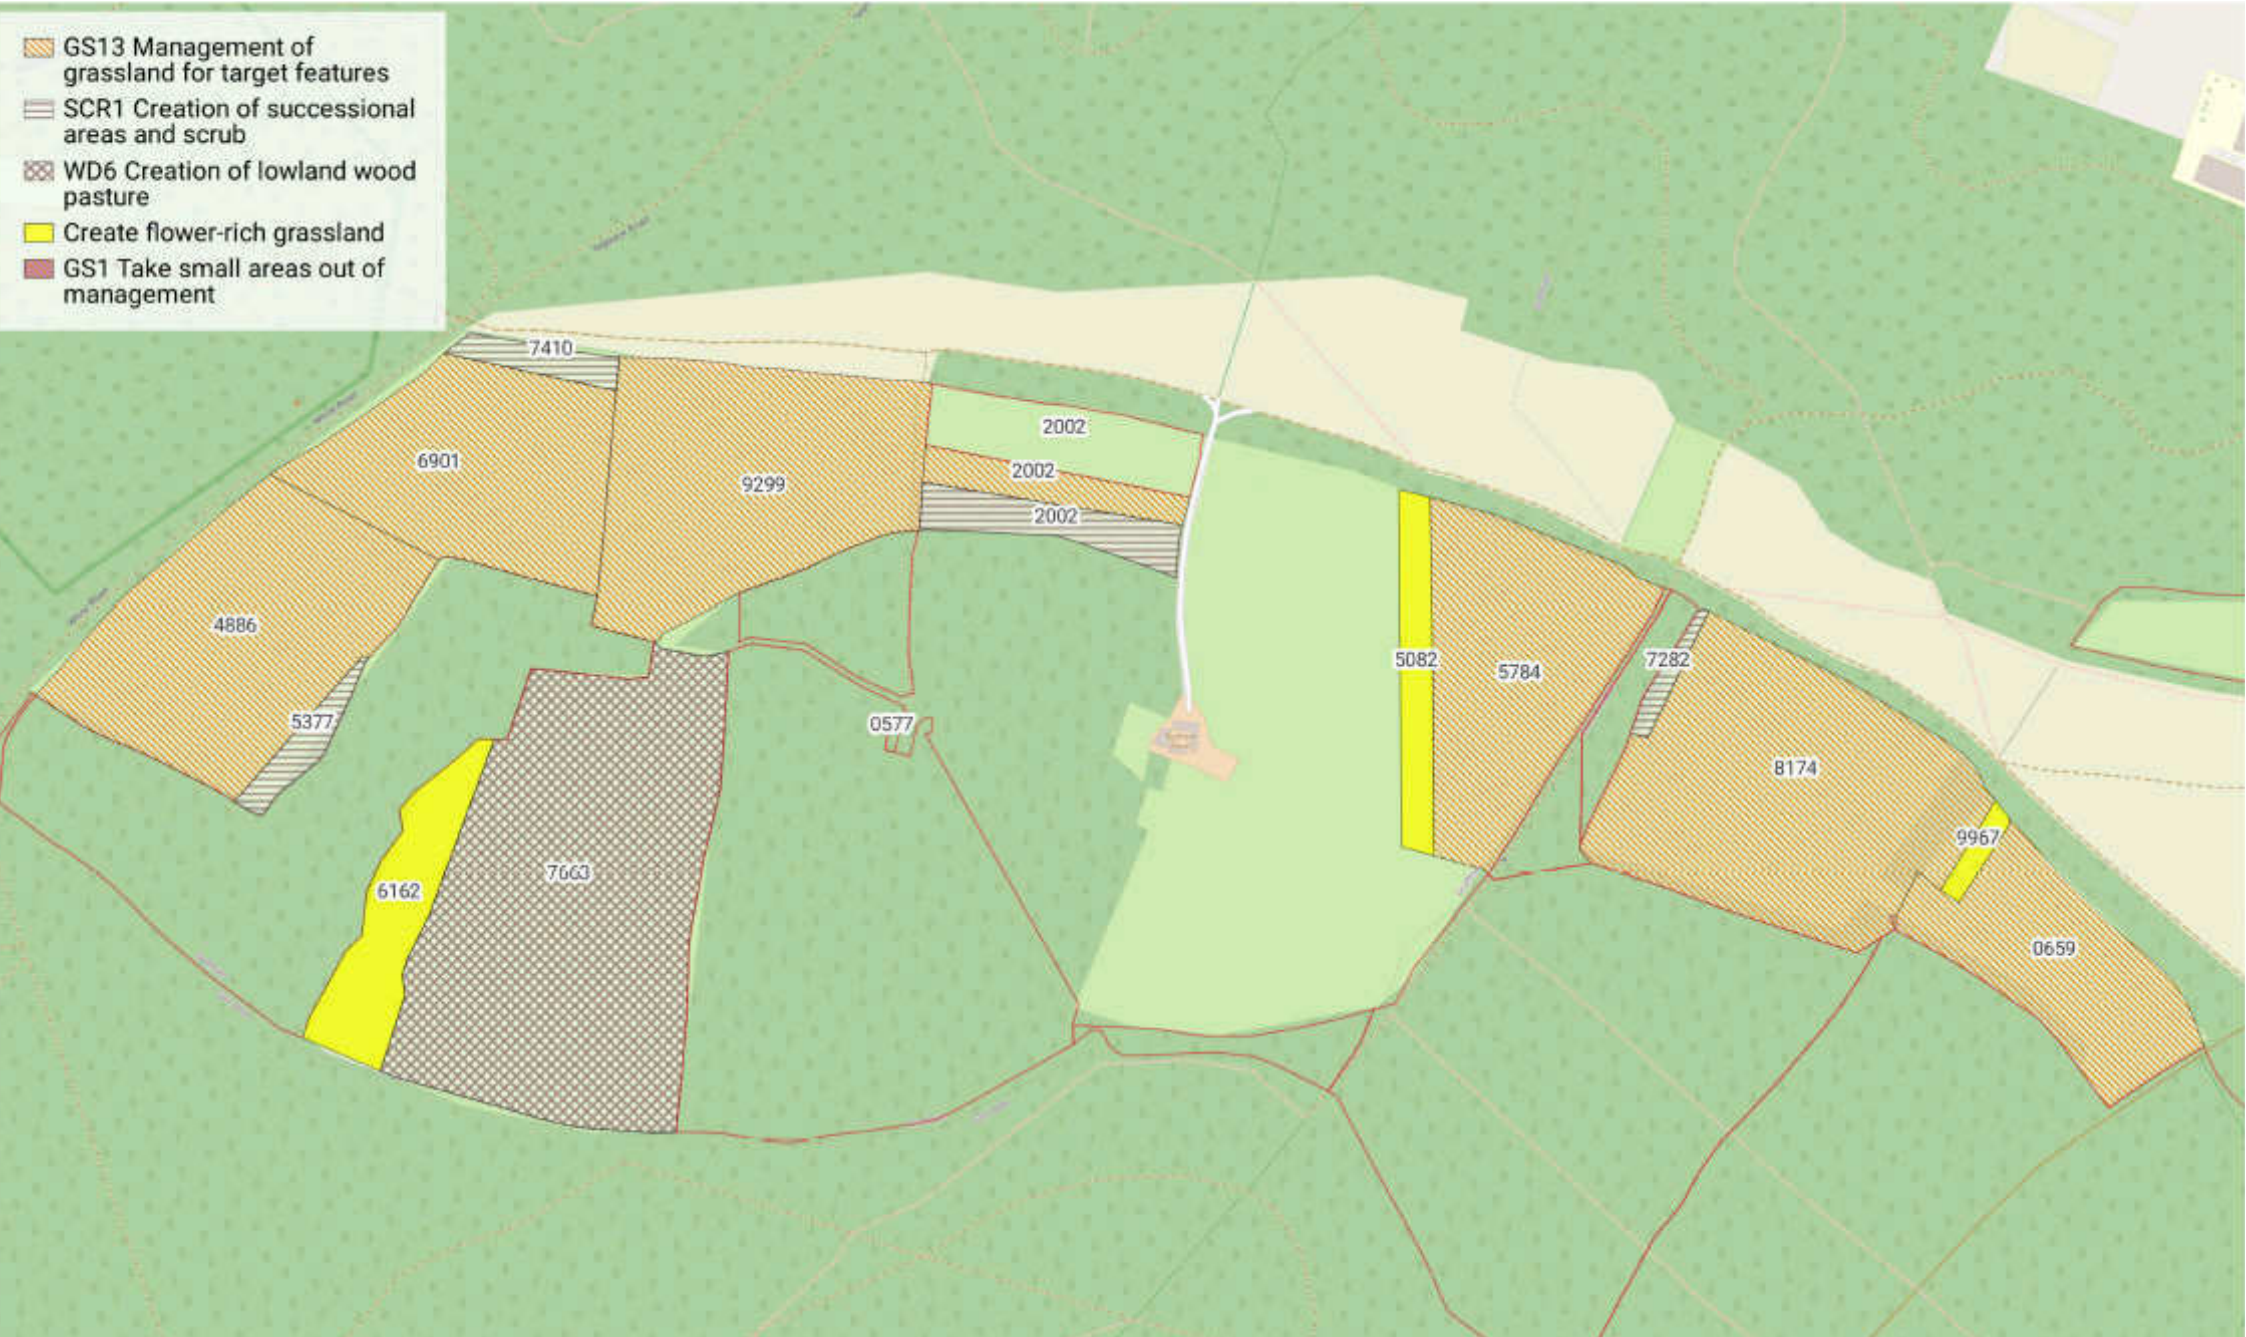 GS13 Management of
grassland for target features
SCR1 Creation of successional
areas and scrub
WD6 Creation of lowland wood
pasture
Create flower-rich grassland
GS1 Take small areas out of
management
7410
2002
6901
2002
9299
2002
4886
5082
7282
5784
5377
0577
8174
9967
7663
6162
0659